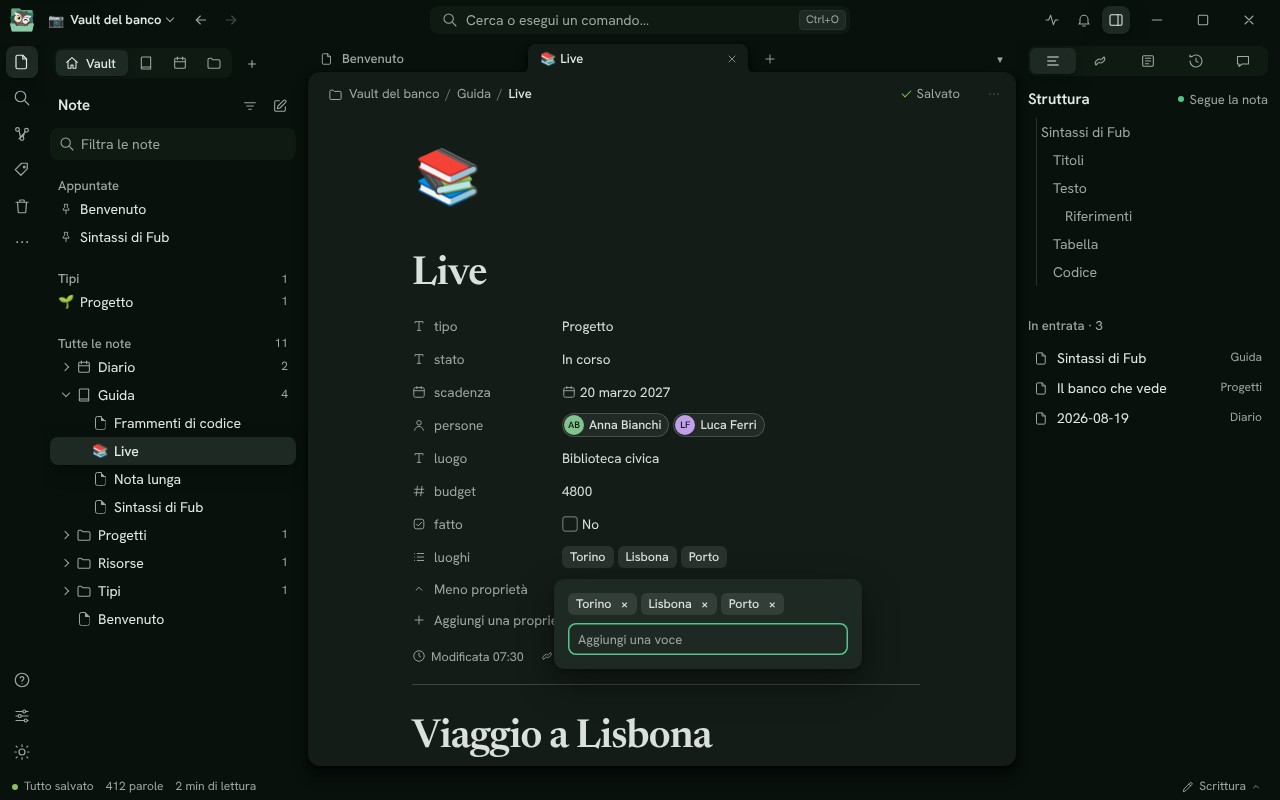 Vault del banco
Cerca o esegui un comando...
Ctrl+O
Vault
Benvenuto
Live
Note
Filtra le note
Appuntate
Benvenuto
Sintassi di Fub
Tipi 1
Progetto 1
Tutte le note 11
Diario 2
Guida 4
Frammenti di codice
Live
Nota lunga
Sintassi di Fub
Progetti 1
Risorse 1
Tipi 1
Benvenuto
Vault del banco / Guida / Live
Salvato
Live
tipo Progetto
stato In corso
scadenza 20 marzo 2027
persone AB Anna Bianchi LF Luca Ferri
luogo Biblioteca civica
budget 4800
fatto No
luoghi Torino Lisbona Porto
Meno proprietà
Torino × Lisbona × Porto ×
Aggiungi una proprie
Aggiungi una voce
Modificata 07:30
Viaggio a Lisbona
Struttura
Segue la nota
Sintassi di Fub
Titoli
Testo
Riferimenti
Tabella
Codice
In entrata · 3
Sintassi di Fub Guida
Il banco che vede Progetti
2026-08-19 Diario
Tutto salvato 412 parole 2 min di lettura
Scrittura